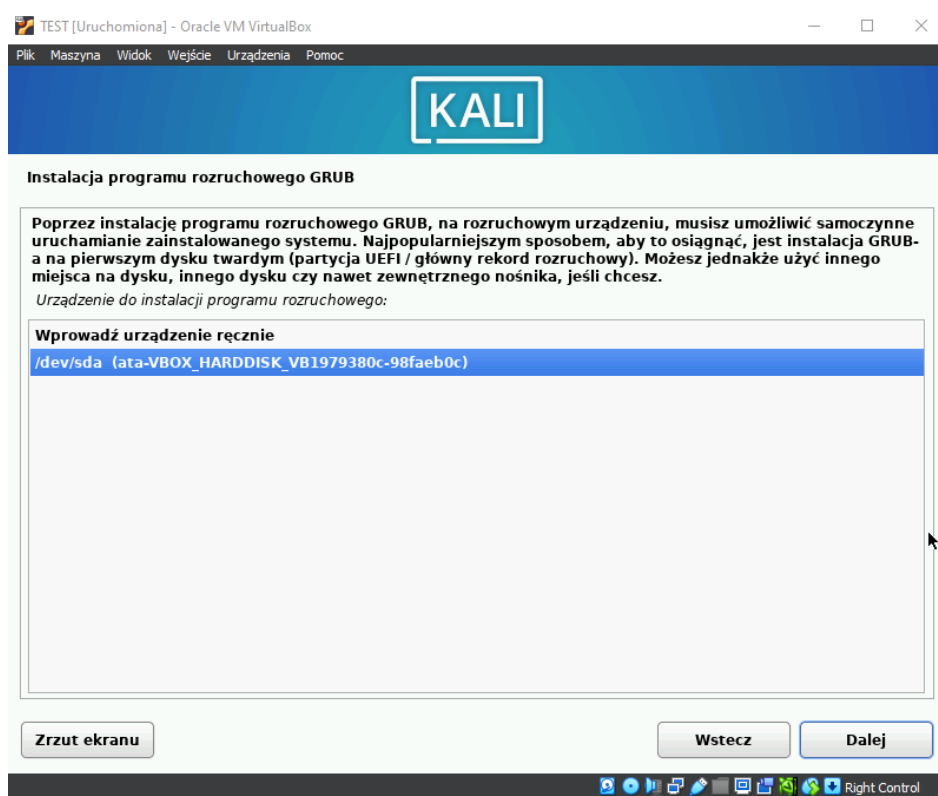 TEST [Uruchomiona] - Oracle VM VirtualBox
Plik Maszyna Widok Wejście Urządzenia Pomoc
KALI
Instalacja programu rozruchowego GRUB
Poprzez instalację programu rozruchowego GRUB, na rozruchowym urządzeniu, musisz umożliwić samoczynne
uruchamianie zainstalowanego systemu. Najpopularniejszym sposobem, aby to osiągnąć, jest instalacja GRUB-
a na pierwszym dysku twardym (partycja UEFI / główny rekord rozruchowy). Możesz jednakże użyć innego
miejsca na dysku, innego dysku czy nawet zewnętrznego nośnika, jeśli chcesz.
Urządzenie do instalacji programu rozruchowego:
Wprowadź urządzenie ręcznie
/dev/sda (ata-VBOX_HARDDISK_VB1979380c-98faeb0c)
Zrzut ekranu
Wstecz
Dalej
Right Control